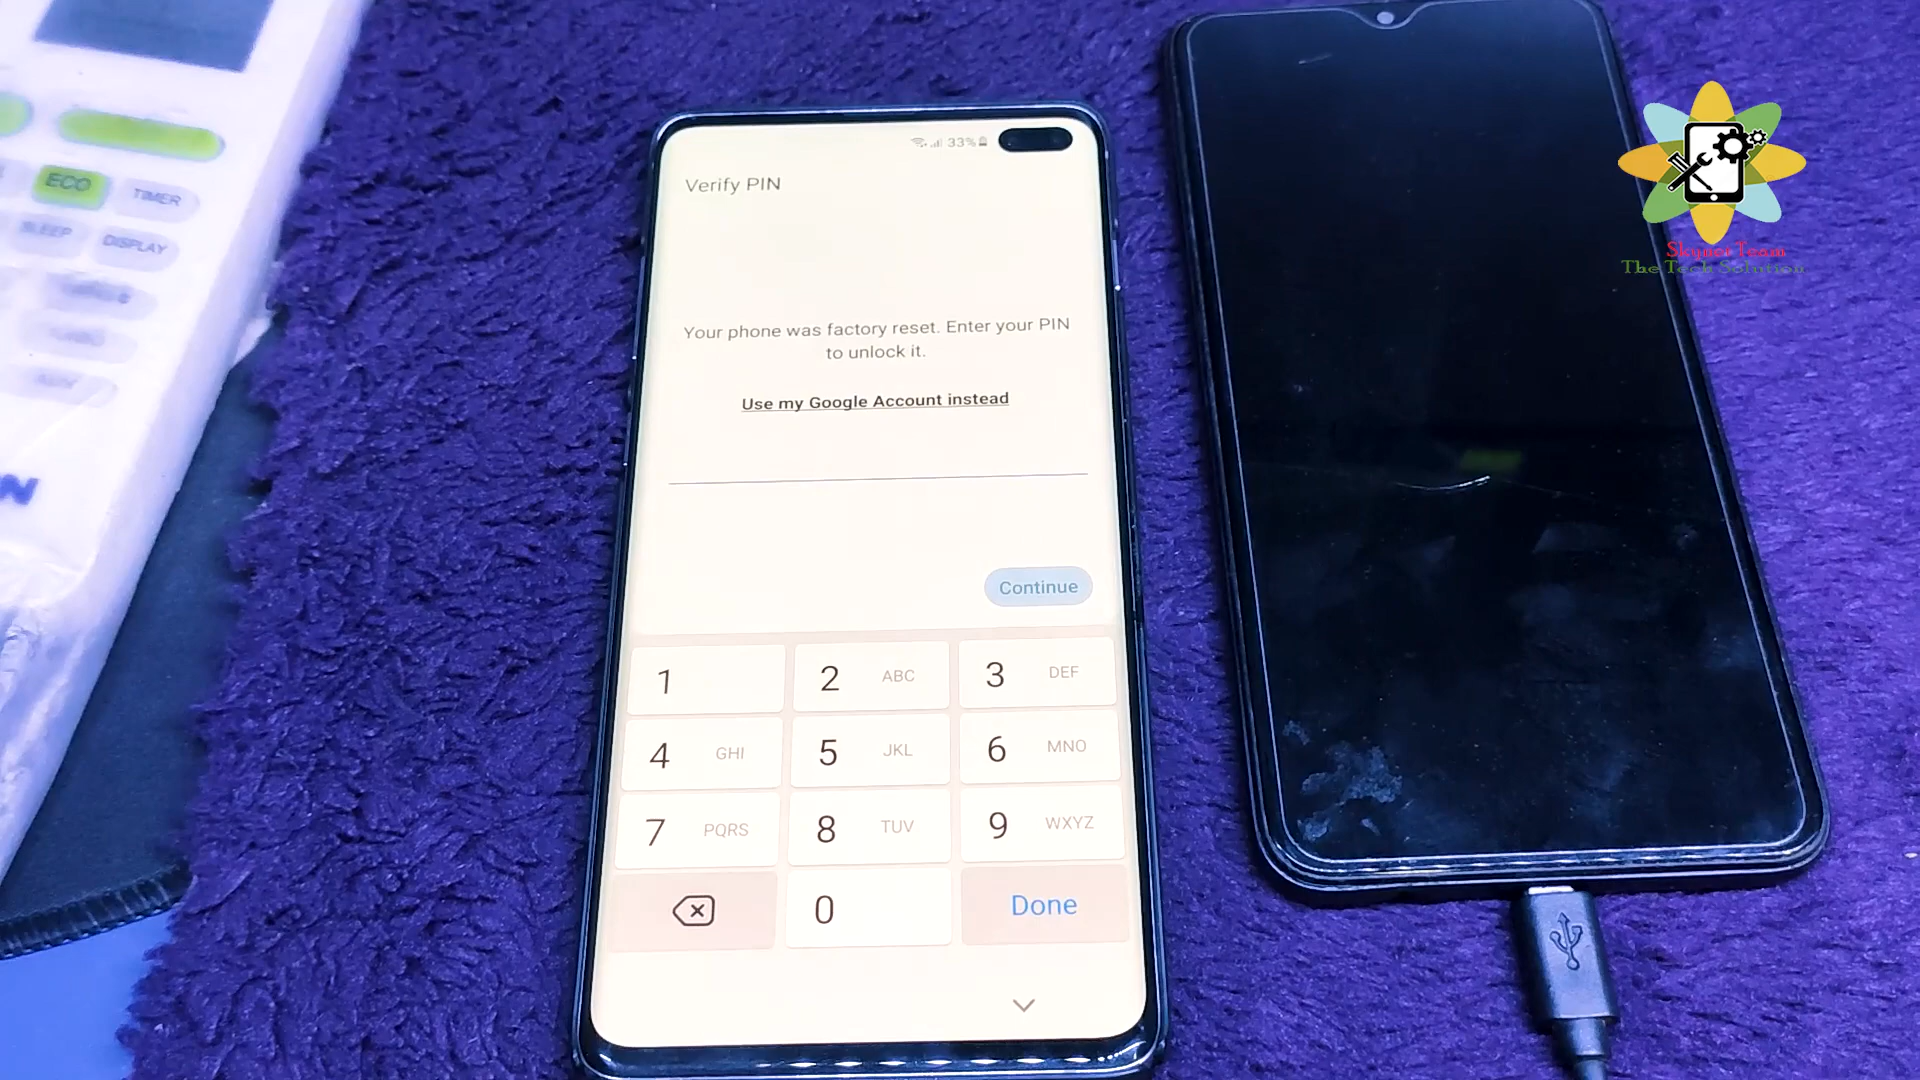 ECO
TIMER
SLEEP
DISPLAY
33%
Verify PIN
Your phone was factory reset. Enter your PIN
to unlock it.
Use my Google Account instead
Continue
1
2 ABC
3 DEF
4 GHI
5 JKL
6 MNO
7 PQRS
8 TUV
9 WXYZ
0
Done
Skynet Team
The Tech Solution